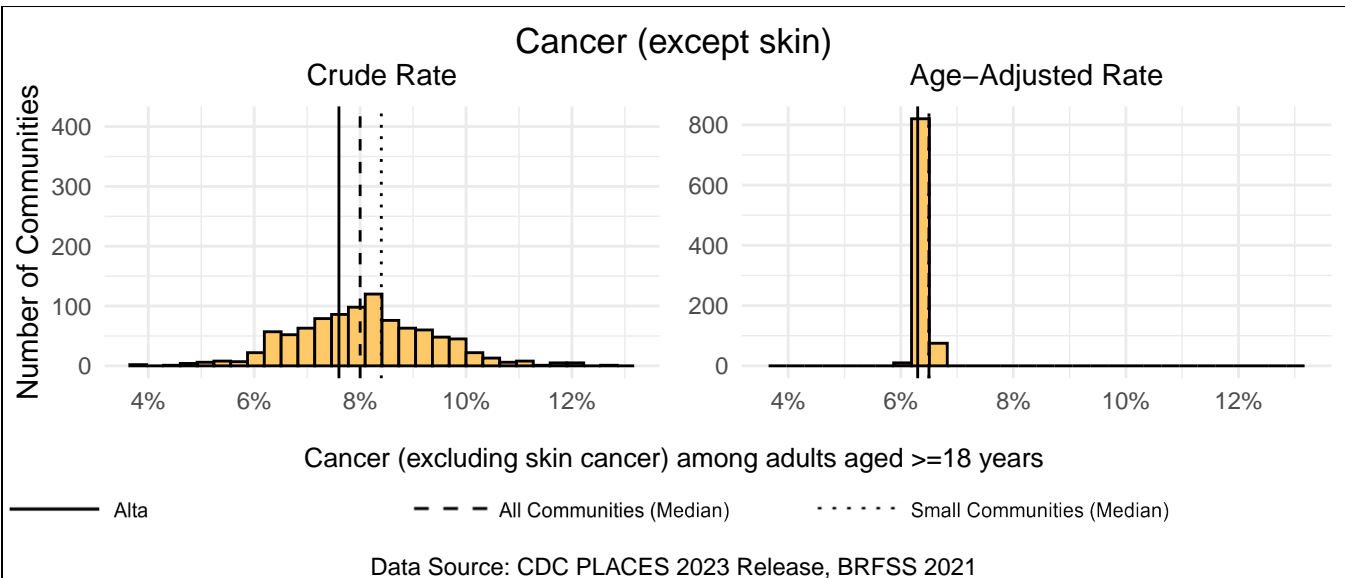 Cancer (except skin)
Crude Rate
Age−Adjusted Rate
Number of Communities
400
300
200
100
0
800
600
400
200
0
4%
6%
8%
10%
12%
4%
6%
8%
10%
12%
Cancer (excluding skin cancer) among adults aged >=18 years
Alta
All Communities (Median)
Small Communities (Median)
Data Source: CDC PLACES 2023 Release, BRFSS 2021